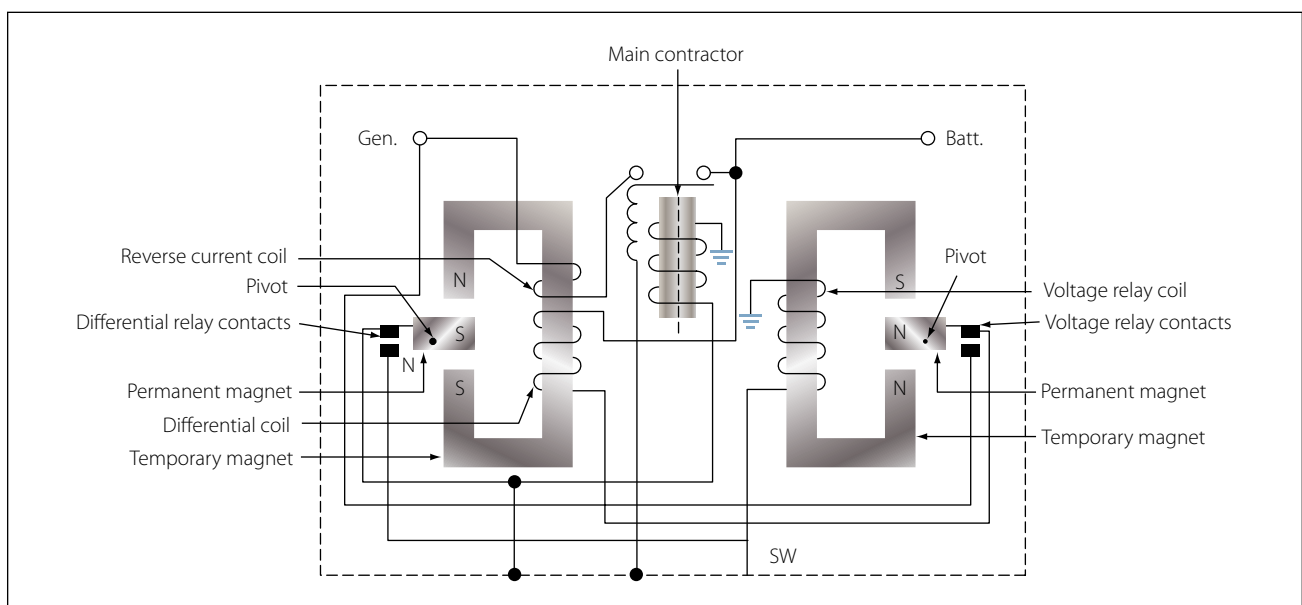 Main contractor
Gen.
Batt.
Reverse current coil
Pivot
Differential relay contacts
Permanent magnet
Differential coil
Temporary magnet
N
S
N
S
Pivot
Voltage relay coil
Voltage relay contacts
Permanent magnet
Temporary magnet
S
N
N
SW